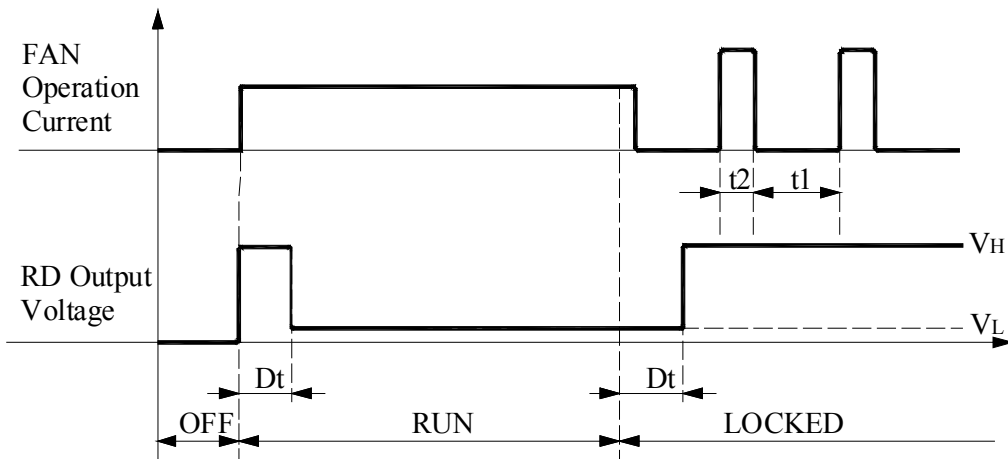 FAN
Operation
Current
t2
t1
RD Output
Voltage
VH
VL
Dt
Dt
OFF
RUN
LOCKED